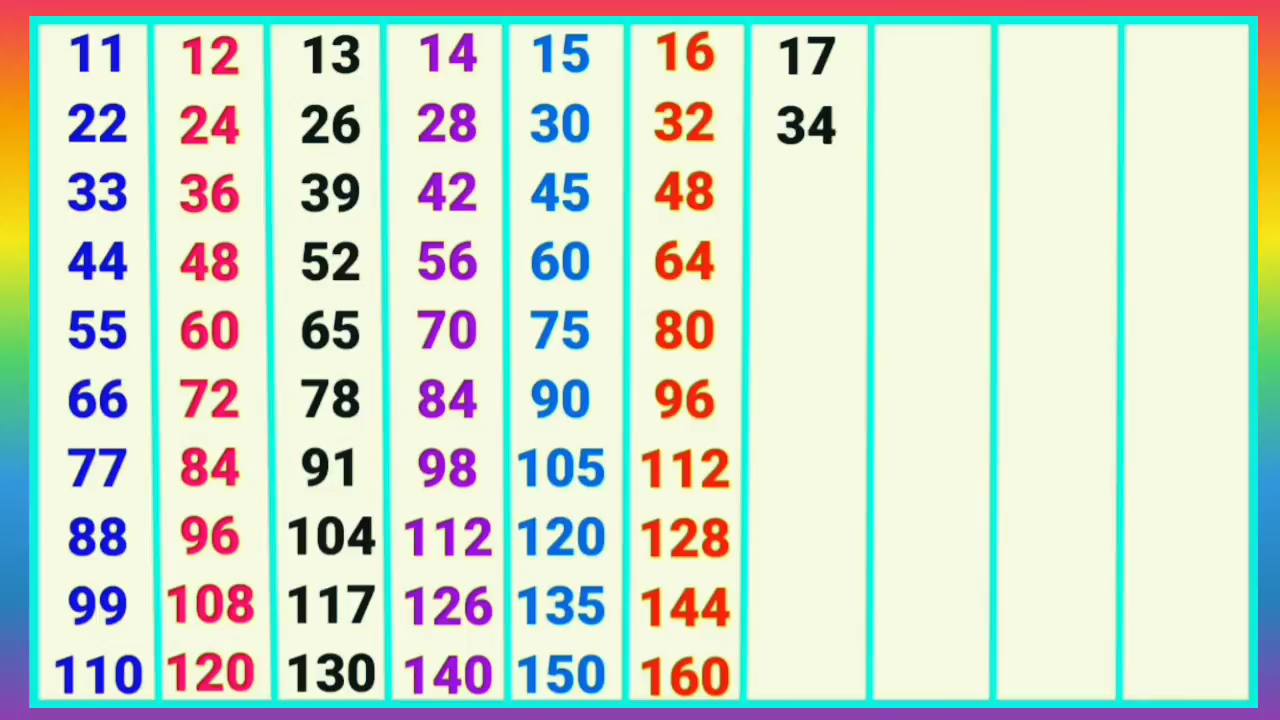 11 12 13 14 15 16 17
22 24 26 28 30 32 34
33 36 39 42 45 48
44 48 52 56 60 64
55 60 65 70 75 80
66 72 78 84 90 96
77 84 91 98 105 112
88 96 104 112 120 128
99 108 117 126 135 144
110 120 130 140 150 160